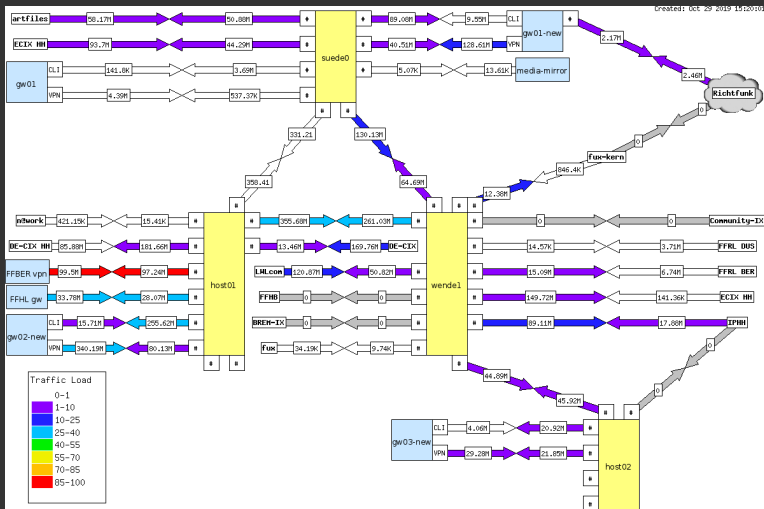 Created: Oct 29 2019 15:20:01
artfiles 58.17M 50.88M # # 89.08M 9.55M CLI #
gw01-new
2.17M
ECIX HH 93.7M 44.29M # # 40.51M 128.61M VPN
suede0
gw01 CLI 141.8K 3.69M # # 5.07K 13.61K media-mirror
2.46M
Richtfunk
VPN 4.39M 537.37K #
# #
0
331.21 130.13M
0
fux-kern
846.4K
358.41 64.69M
12.38M
# # # #
n@work 421.15K 15.41K # # 355.68M 261.03M # # 0 0 Community-IX
DE-CIX HH 85.88M 181.66M # # 13.46M 169.76M DE-CIX # # 14.57K 3.71M FFRL DUS
FFBER vpn 99.5M 97.24M # LWLcom 120.87M 50.82M # # 15.09M 6.74M FFRL BER
host01 wende1
FFHL gw 33.78M 28.07M # FFHB 0 0 # # 149.72M 141.36K ECIX HH
gw02-new CLI 15.71M 255.62M # BREM-IX 0 0 # # 89.11M 17.88M IPHH
VPN 340.19M 80.13M # fux 34.19K 9.74K #
0
# # #
44.89M
0
45.92M
Traffic Load
0-1
1-10
10-25
25-40
40-55
55-70
70-85
85-100
# #
gw03-new CLI 4.06M 20.92M #
VPN 29.28M 21.85M #
host02
#
#